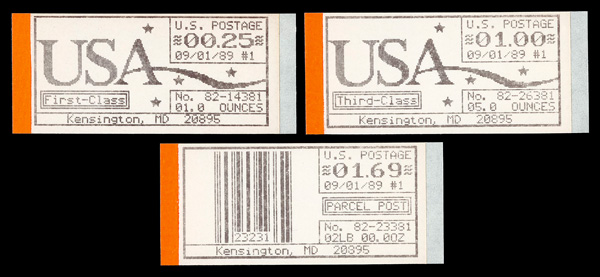 U.S. POSTAGE
00.25
09/01/89 #1
USA
First-Class
No. 82-14381
01.0 OUNCES
Kensington, MD 20895
U.S. POSTAGE
01.00
09/01/89 #1
USA
Third-Class
No. 82-26381
05.0 OUNCES
Kensington, MD 20895
U.S. POSTAGE
01.69
09/01/89 #1
PARCEL POST
23231
No. 82-23381
02LB 00.0OZ
Kensington, MD 20895